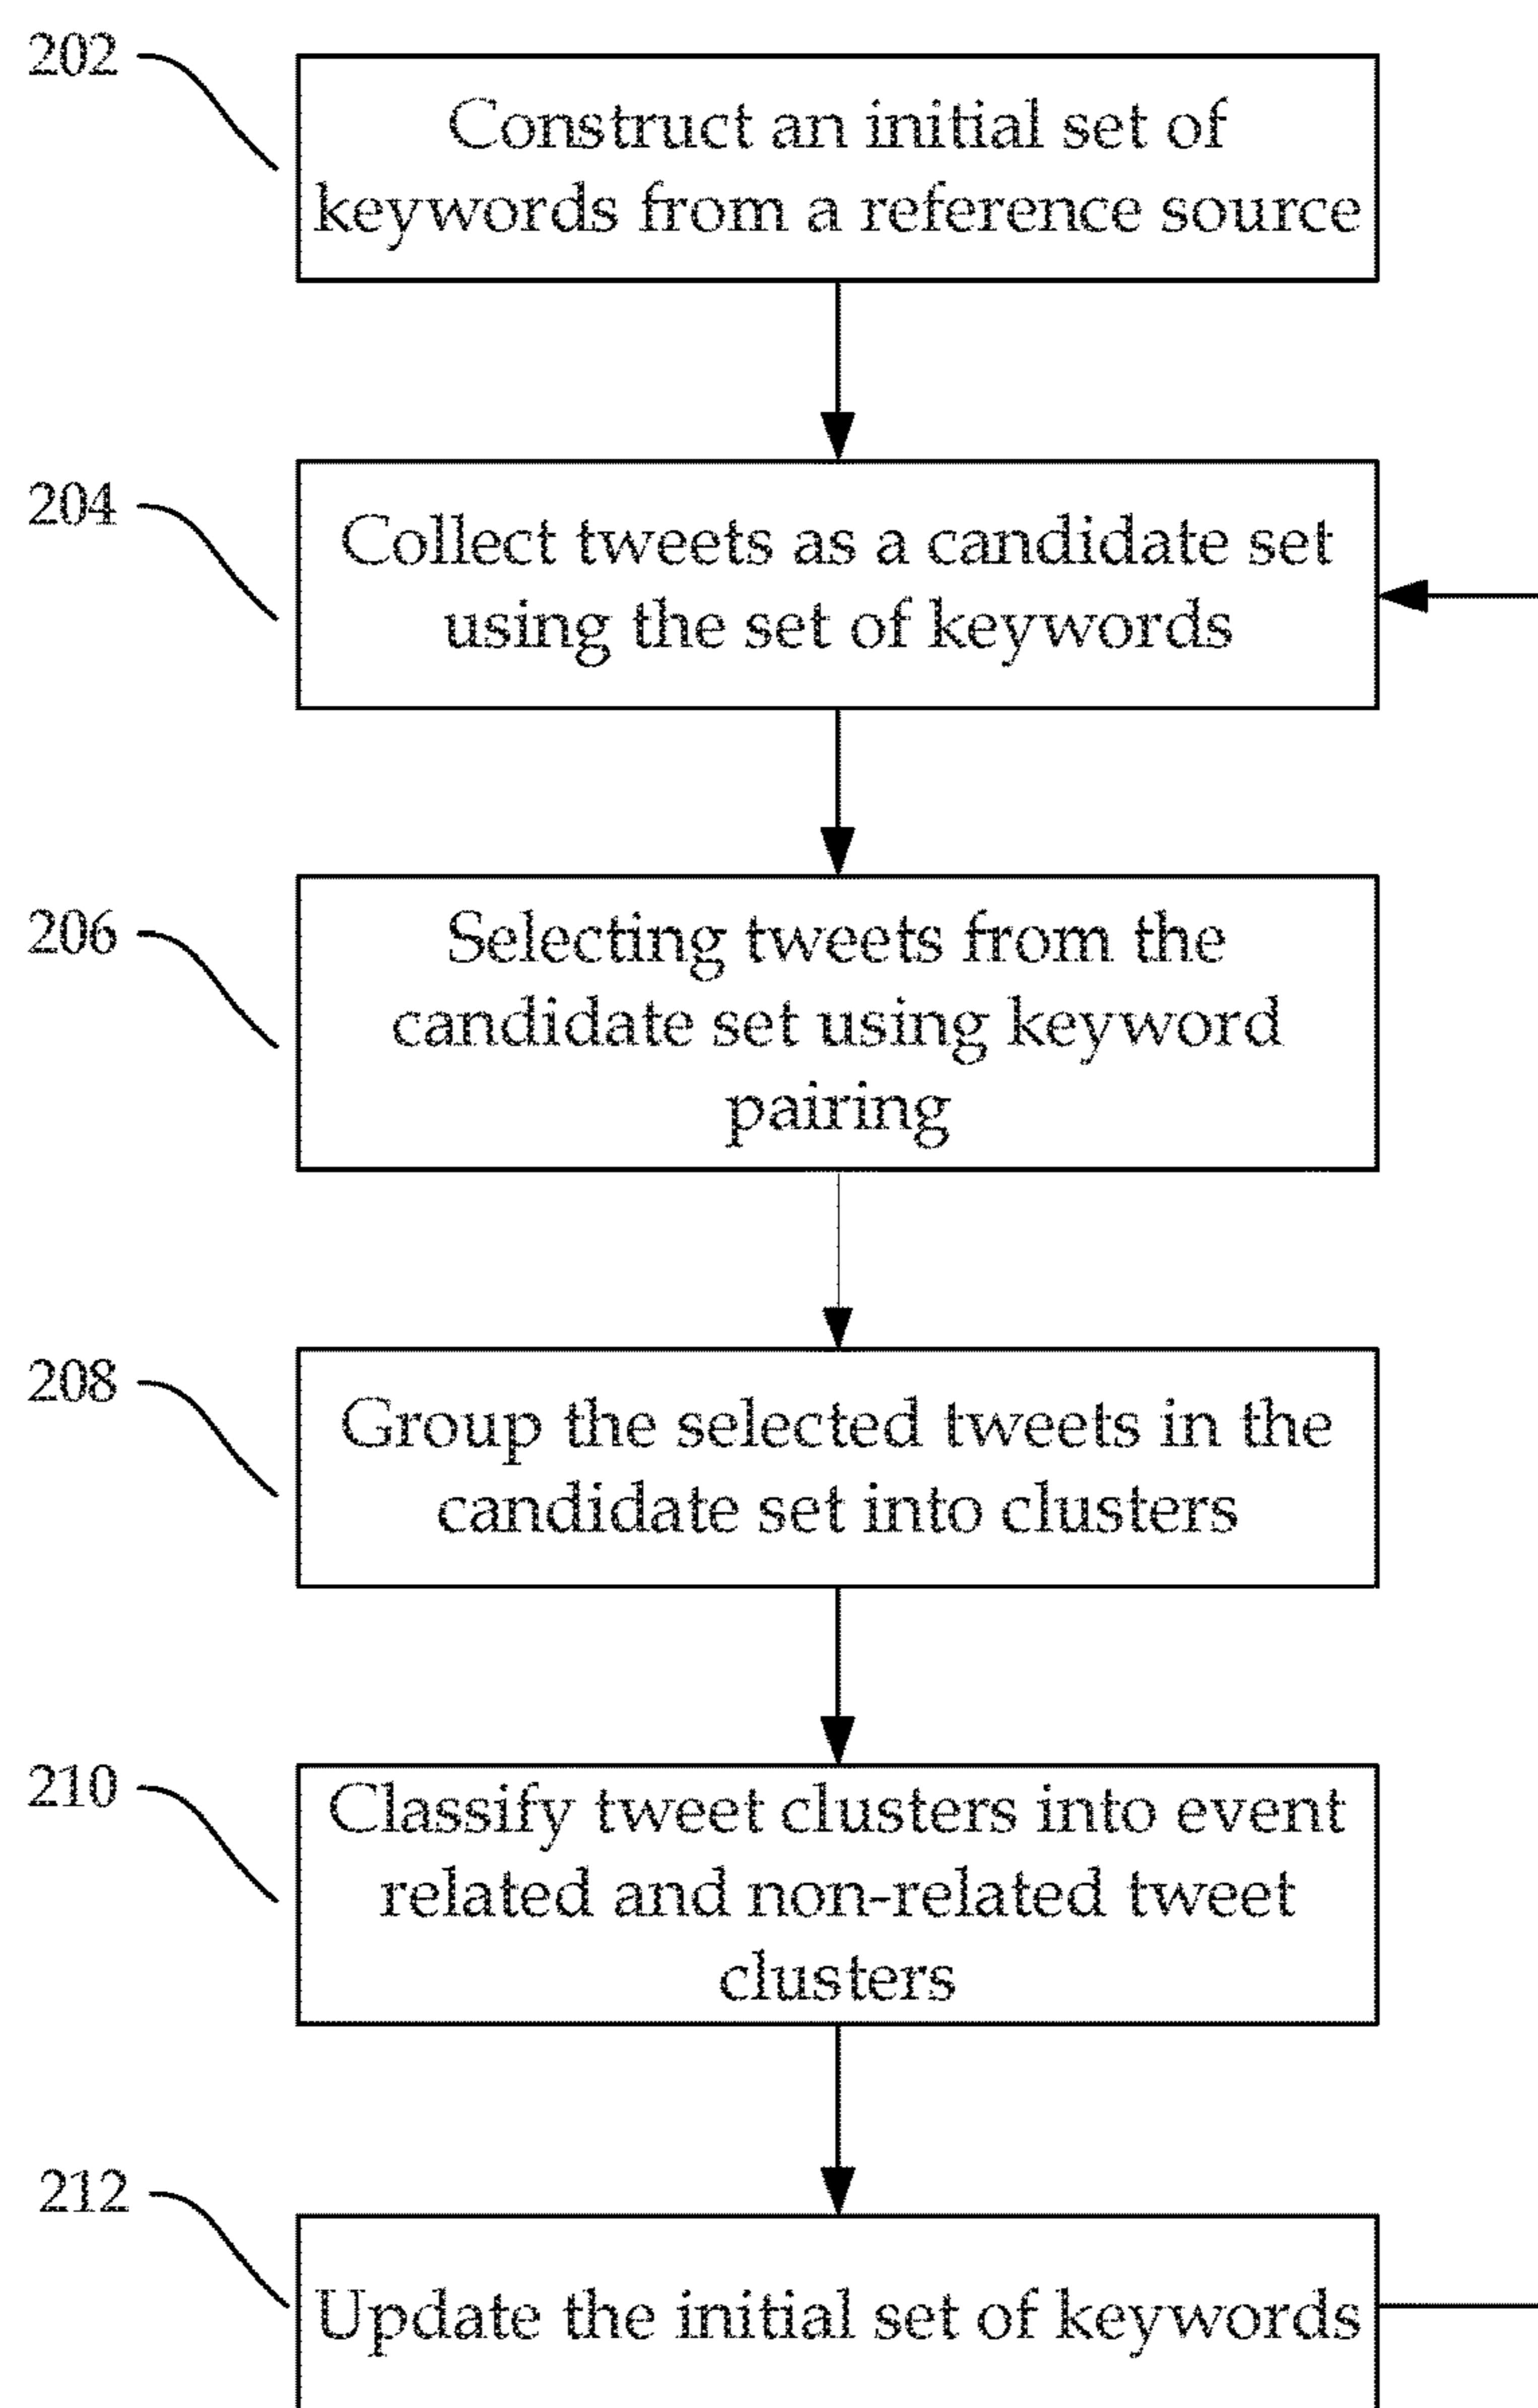 202
Construct an initial set of
keywords from a reference source
204
Collect tweets as a candidate set
using the set of keywords
206
Selecting tweets from the
candidate set using keyword
pairing
208
Group the selected tweets in the
candidate set into clusters
210
Classify tweet clusters into event
related and non-related tweet
clusters
212
Update the initial set of keywords